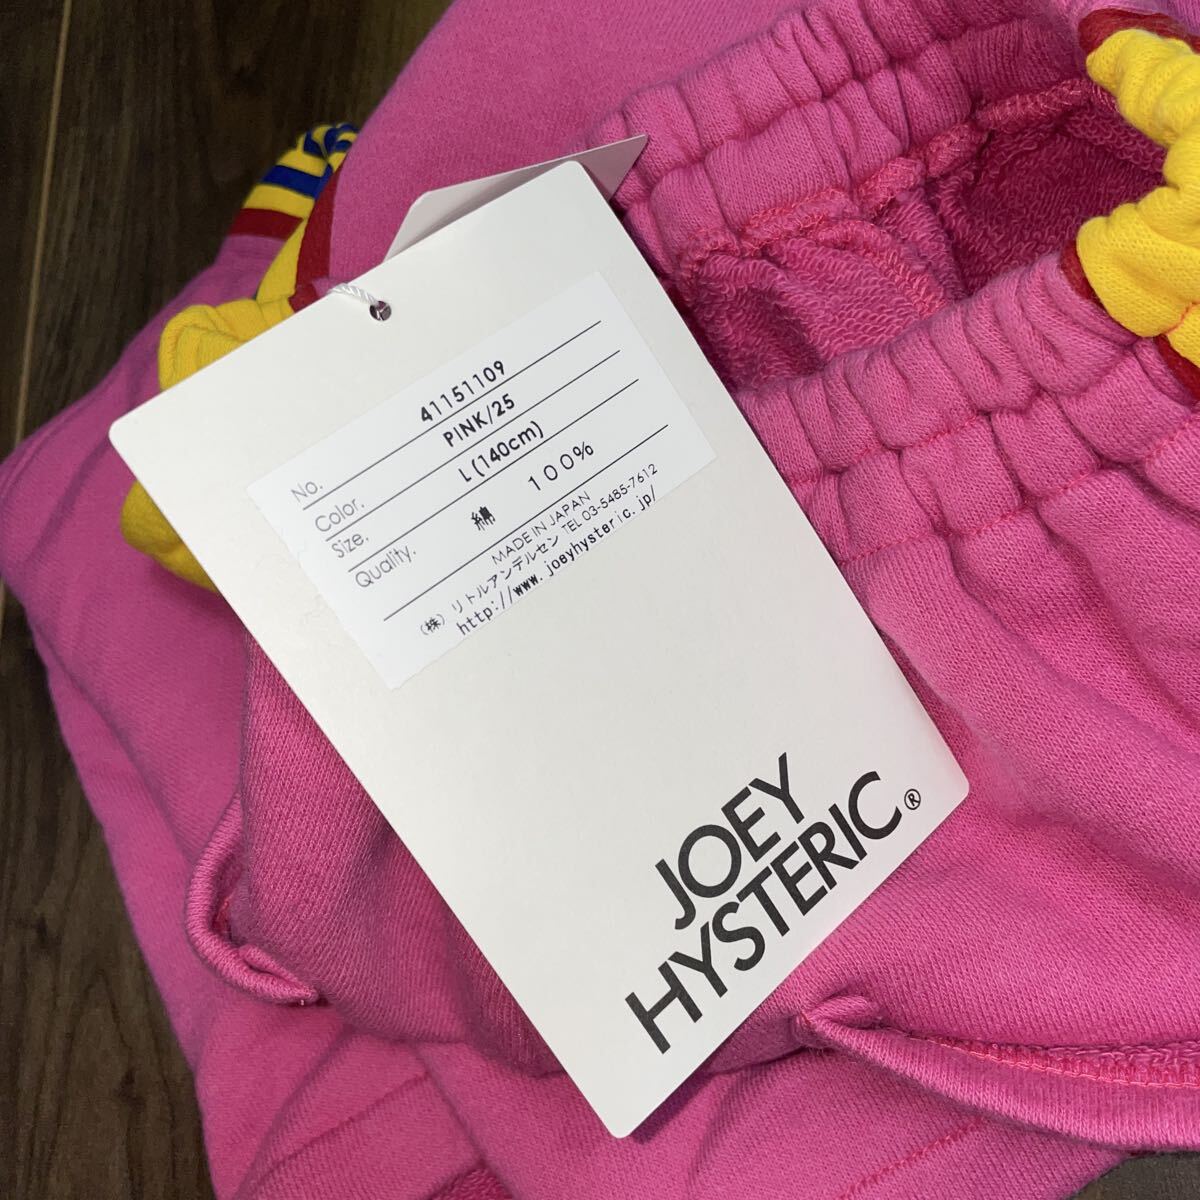 No. 41151109
Color. PINK/25
Size. L(140cm)
Quality. 綿 100%
MADE IN JAPAN
(株) リトルアンデルセン TEL 03-5485-7612
http://www.joeyhysteric.jp/
JOEY
HYSTERIC®